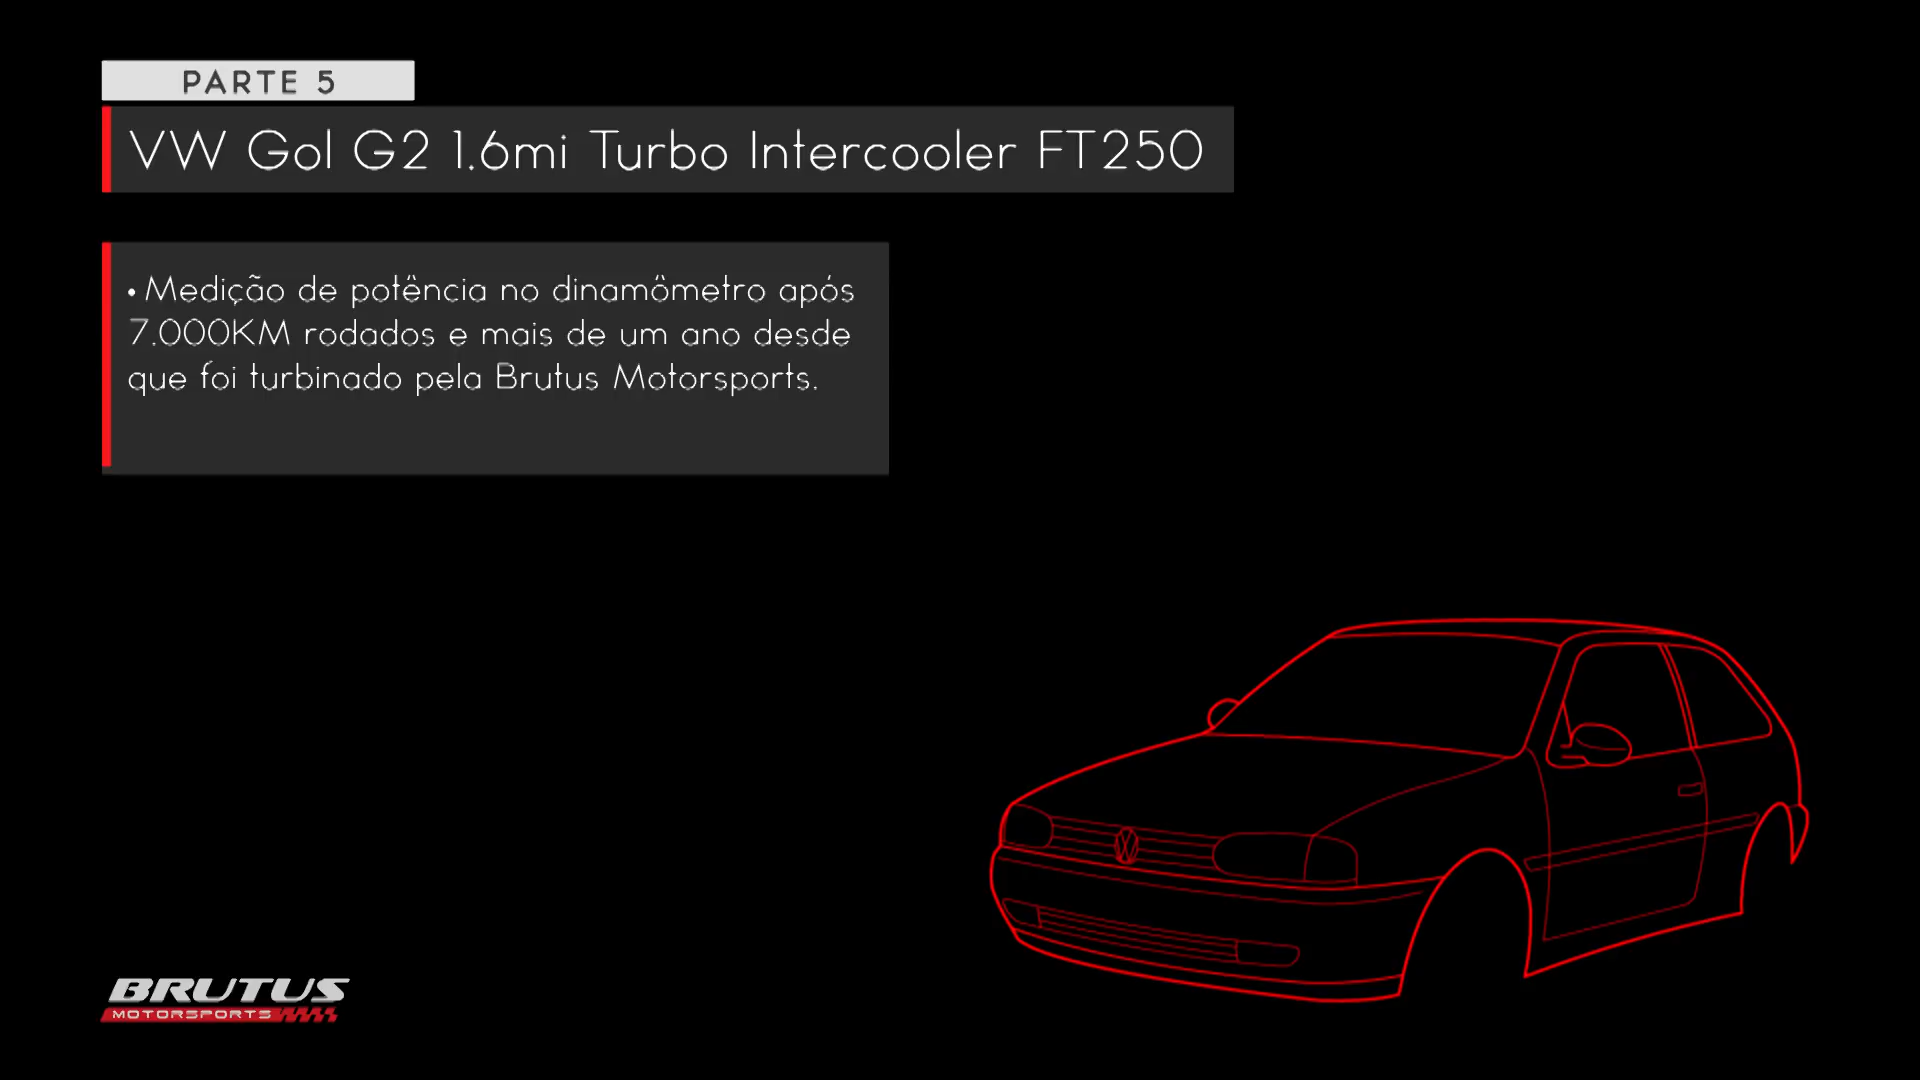 PARTE 5
VW Gol G2 1.6mi Turbo Intercooler FT250
• Medição de potência no dinamômetro após
7.000KM rodados e mais de um ano desde
que foi turbinado pela Brutus Motorsports.
BRUTUS
MOTORSPORTS